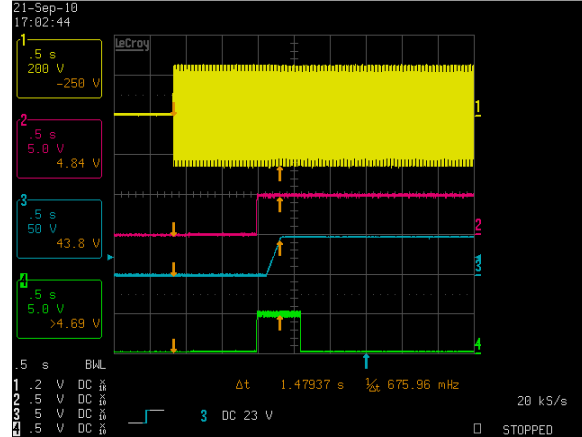 21-Sep-10
17:02:44
LeCroy
1
.5 s
200 V
-250 V
2
.5 s
5.0 V
4.84 V
3
.5 s
50 V
43.8 V
4
.5 s
5.0 V
>4.69 V
1
2
3
4
.5 s BWL
1 .2 V DC
2 .5 V DC
3 5 V DC
4 .5 V DC
Δt 1.47937 s 1/Δt 675.96 mHz
3 DC 23 V
20 kS/s
STOPPED